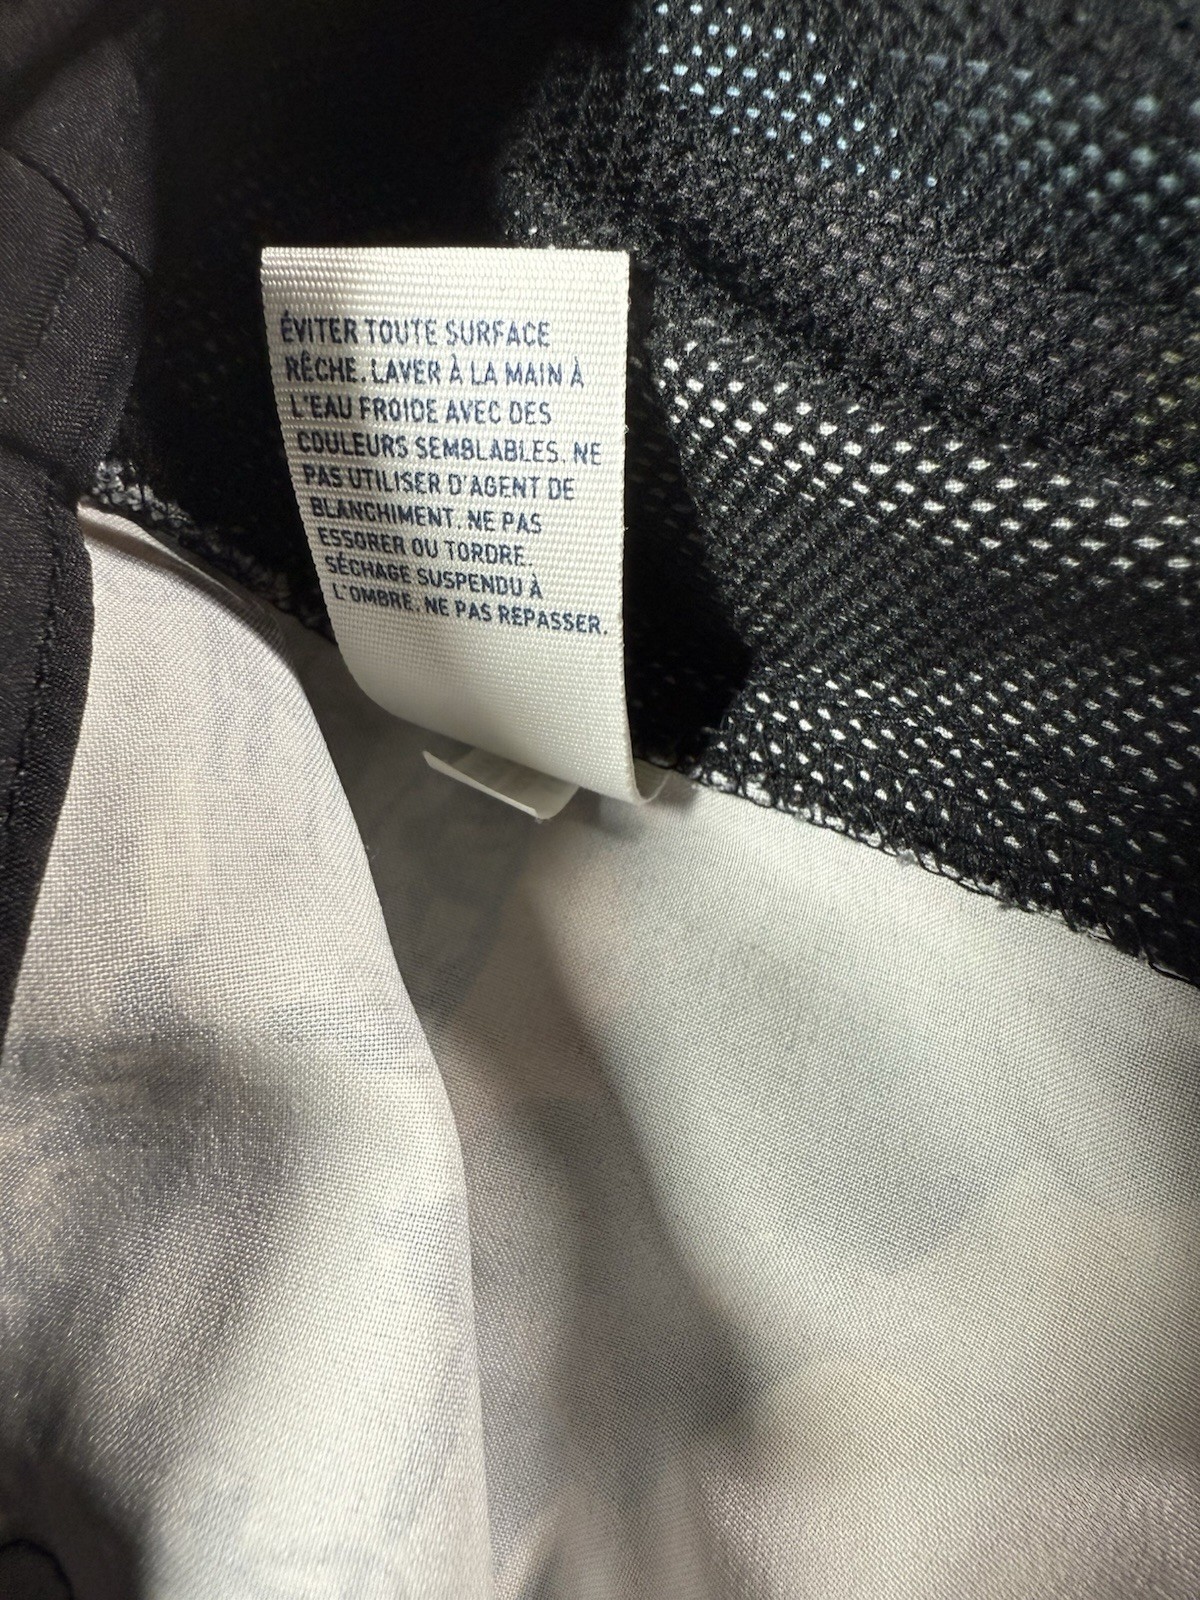 ÉVITER TOUTE SURFACE
RÊCHE. LAVER À LA MAIN À
L'EAU FROIDE AVEC DES
COULEURS SEMBLABLES. NE
PAS UTILISER D'AGENT DE
BLANCHIMENT. NE PAS
ESSORER OU TORDRE.
SÉCHAGE SUSPENDU À
L'OMBRE. NE PAS REPASSER.